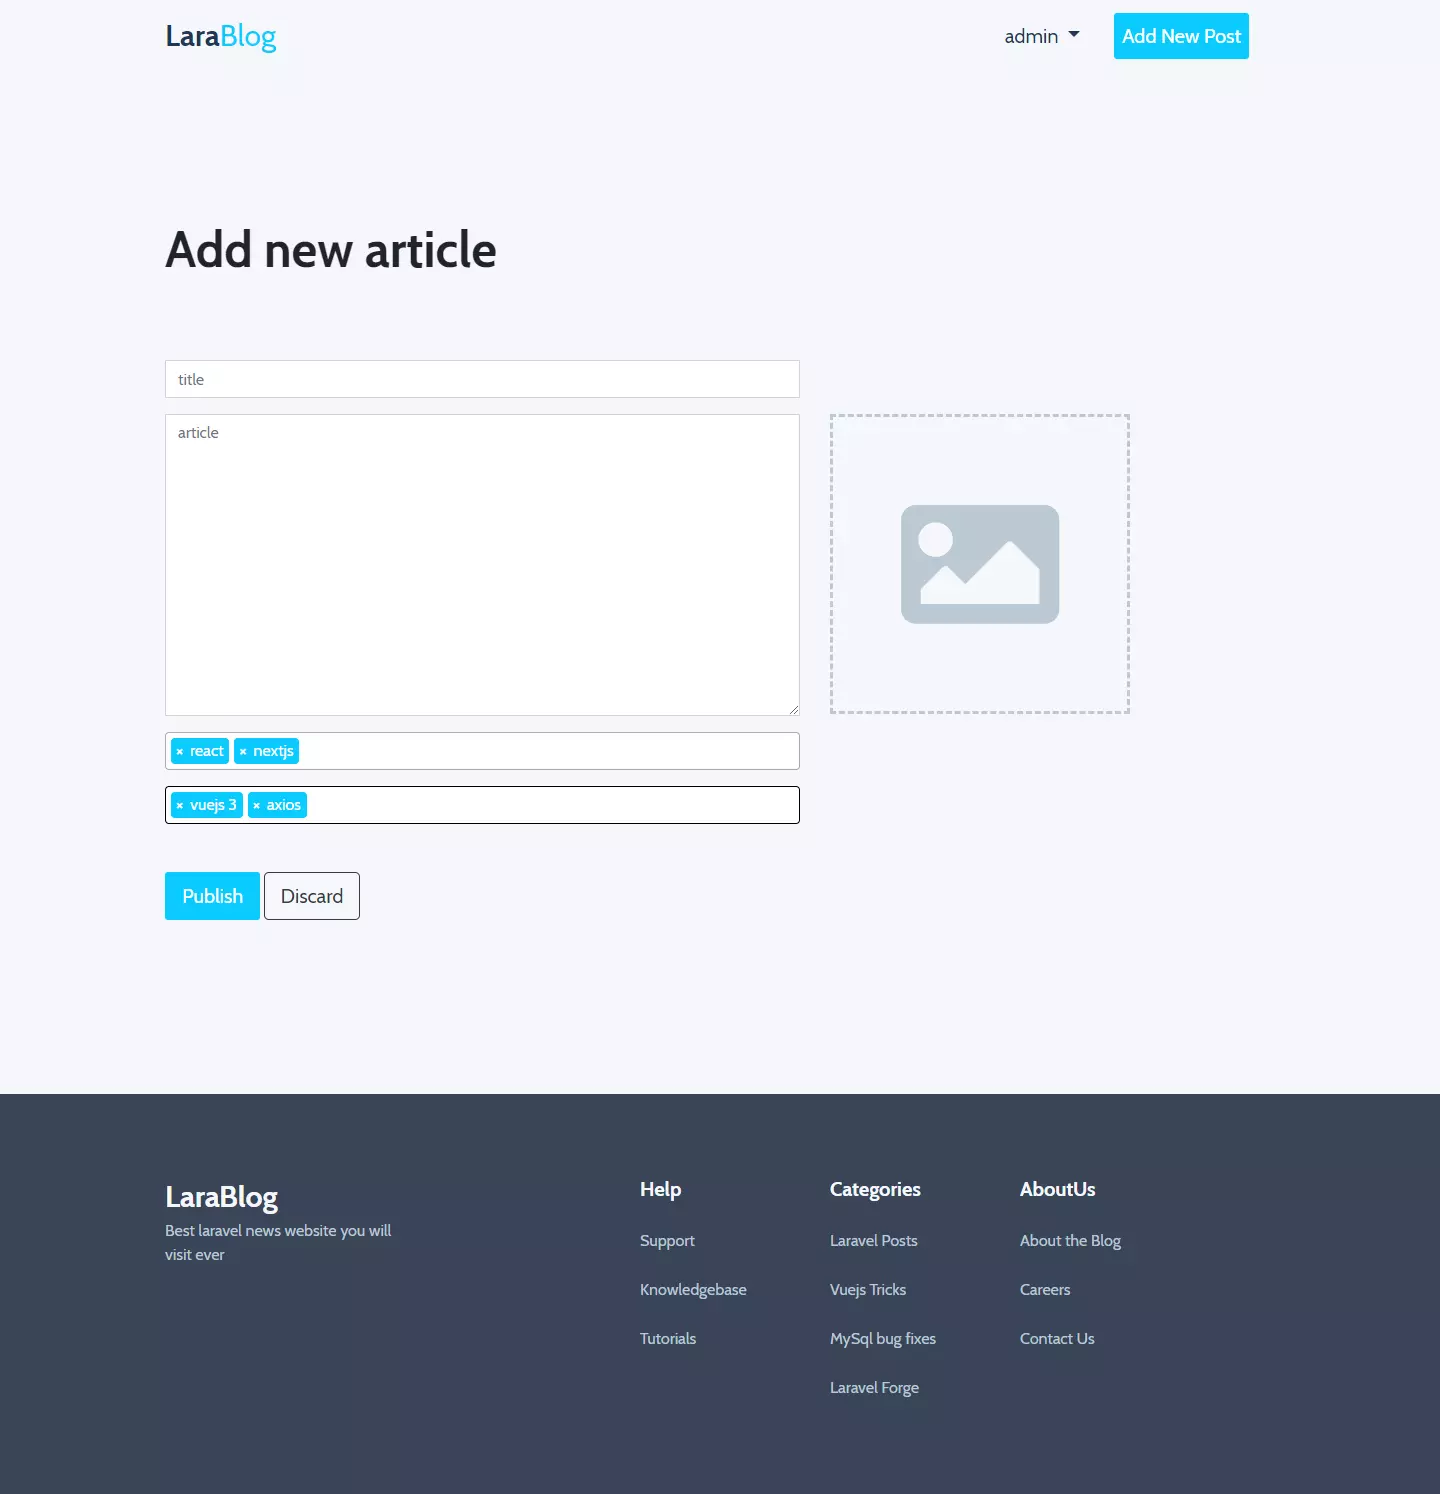 LaraBlog
admin
Add New Post
Add new article
title
article
× react × nextjs
× vuejs 3 × axios
Publish
Discard
LaraBlog
Best laravel news website you will
visit ever
Help
Support
Knowledgebase
Tutorials
Categories
Laravel Posts
Vuejs Tricks
MySql bug fixes
Laravel Forge
AboutUs
About the Blog
Careers
Contact Us